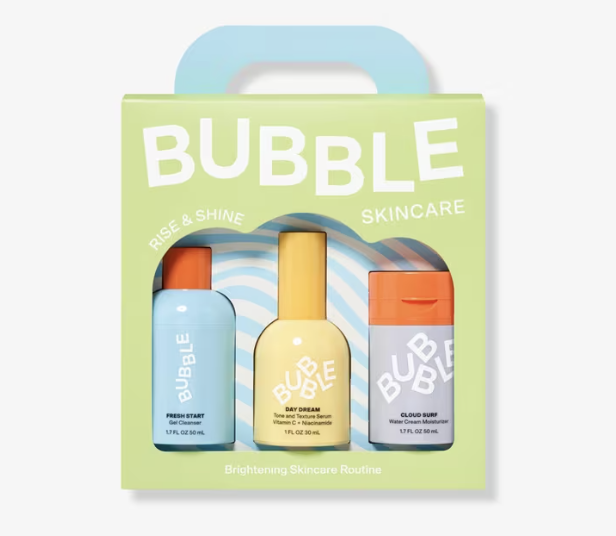 BUBBLE
SKINCARE
RISE & SHINE
BUBBLE
FRESH START
Gel Cleanser
1.7 FL OZ 50 mL
BUBBLE
DAY DREAM
Tone and Texture Serum
Vitamin C + Niacinamide
1 FL OZ 30 mL
BUBBLE
CLOUD SURF
Water Cream Moisturizer
1.7 FL OZ 50 mL
Brightening Skincare Routine